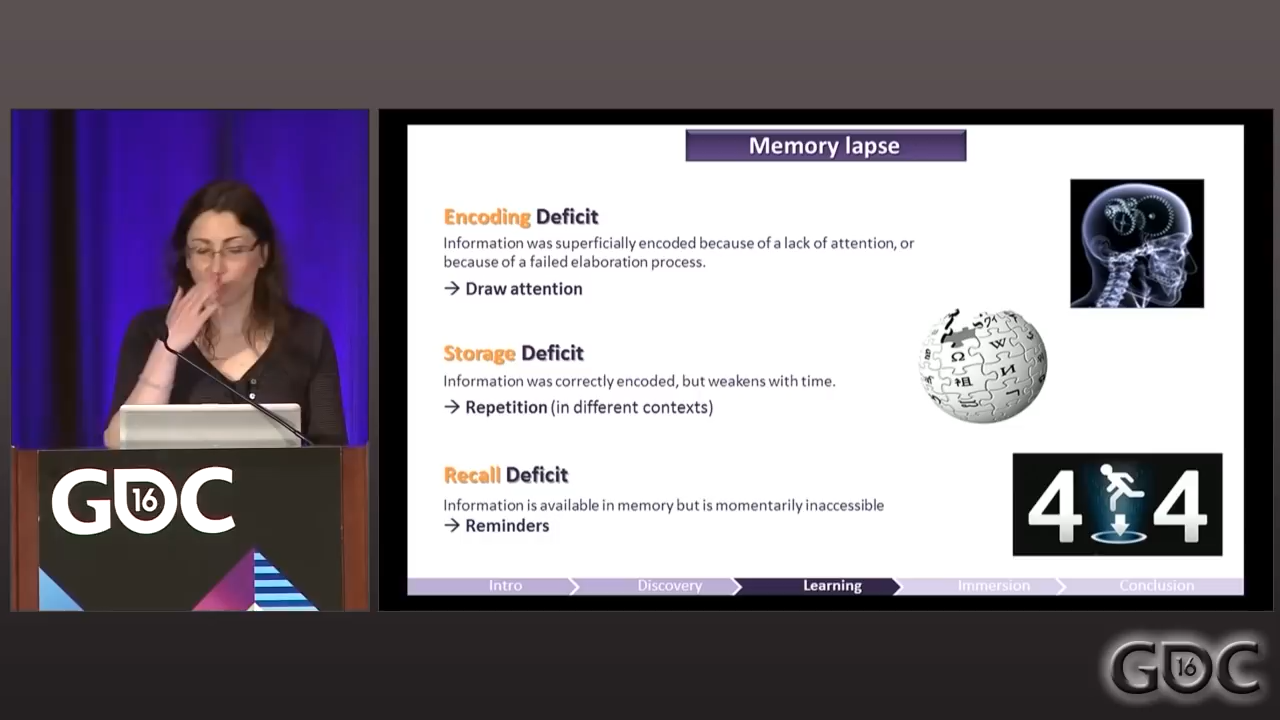 Memory lapse
Encoding Deficit
Information was superficially encoded because of a lack of attention, or
because of a failed elaboration process.
→ Draw attention
Storage Deficit
Information was correctly encoded, but weakens with time.
→ Repetition (in different contexts)
Recall Deficit
Information is available in memory but is momentarily inaccessible
→ Reminders
4 4
Intro
Discovery
Learning
Immersion
Conclusion
GDC
16
GDC
16